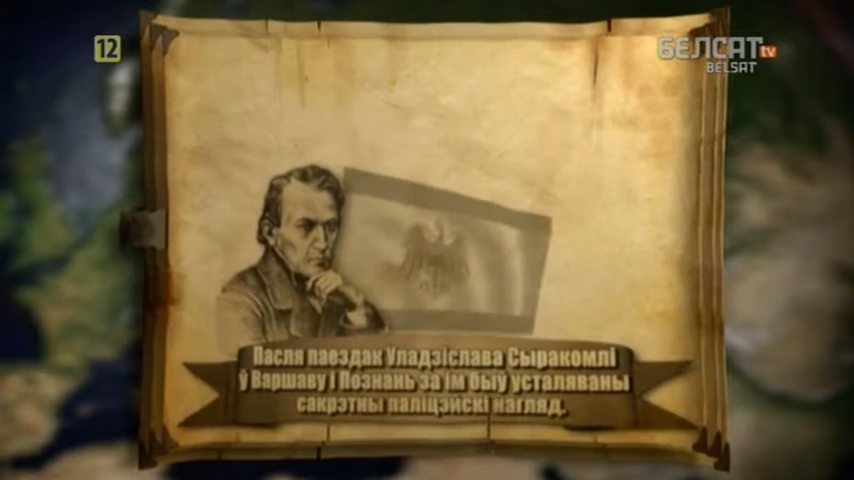 12
БЕЛСАТ tv
BELSAT
Пасля паездак Уладзіслава Сыракомлі
ў Варшаву і Познань за ім быў усталяваны
сакрэтны паліцэйскі нагляд.